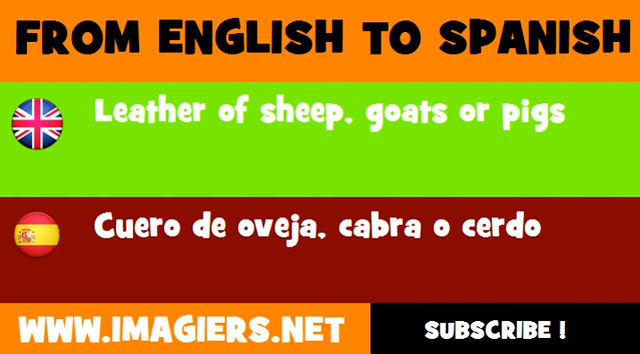 FROM ENGLISH TO SPANISH
Leather of sheep, goats or pigs
Cuero de oveja, cabra o cerdo
WWW.IMAGIERS.NET
SUBSCRIBE !